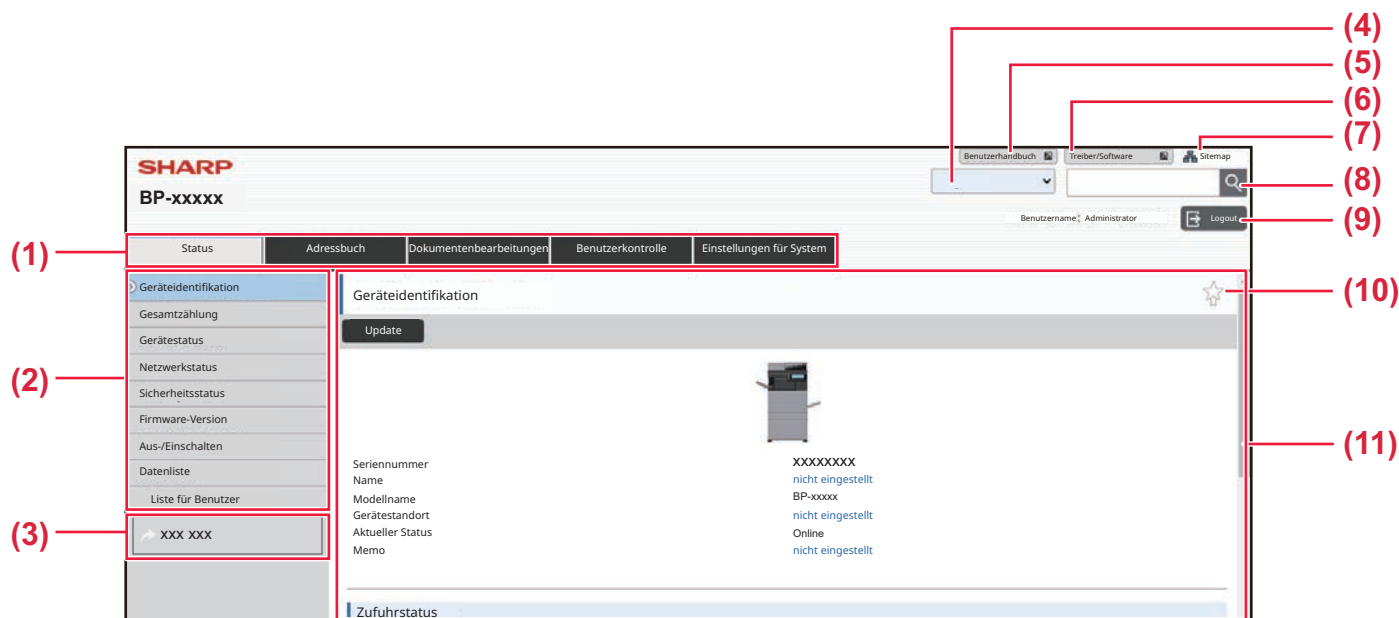 (4)
(5)
(6)
(7)
SHARP
Benutzerhandbuch
Treiber/Software
Sitemap
BP-xxxxx
(8)
Benutzername: Administrator
Logout
(9)
(1)
Status
Adressbuch
Dokumentenbearbeitungen
Benutzerkontrolle
Einstellungen für System
Geräteidentifikation
Gesamtzählung
Gerätestatus
Netzwerkstatus
Sicherheitsstatus
Firmware-Version
Aus-/Einschalten
Datenliste
Liste für Benutzer
(2)
(3)
XXX XXX
Geräteidentifikation
(10)
Update
(11)
Seriennummer XXXXXXXX
Name nicht eingestellt
Modellname BP-xxxxx
Gerätestandort nicht eingestellt
Aktueller Status Online
Memo nicht eingestellt
Zufuhrstatus